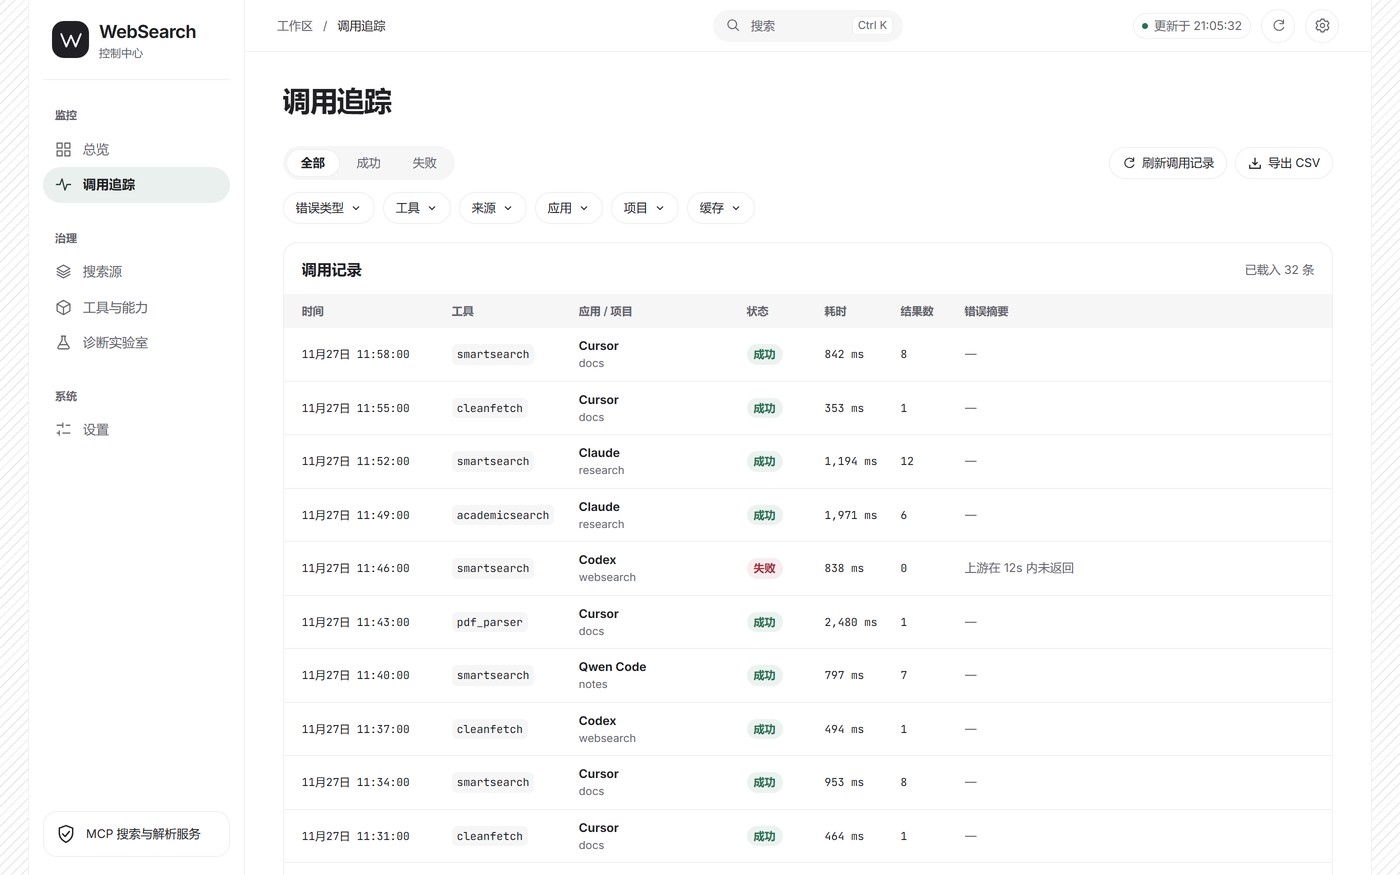 WebSearch
控制中心
监控
总览
调用追踪
治理
搜索源
工具与能力
诊断实验室
系统
设置
MCP 搜索与解析服务
工作区 / 调用追踪
搜索 Ctrl K
更新于 21:05:32
调用追踪
全部 成功 失败
刷新调用记录 导出 CSV
错误类型 工具 来源 应用 项目 缓存
调用记录
已载入 32 条
时间 工具 应用 / 项目 状态 耗时 结果数 错误摘要
11月27日 11:58:00 smartsearch Cursor 成功 842 ms 8 —
docs
11月27日 11:55:00 cleanfetch Cursor 成功 353 ms 1 —
docs
11月27日 11:52:00 smartsearch Claude 成功 1,194 ms 12 —
research
11月27日 11:49:00 academicsearch Claude 成功 1,971 ms 6 —
research
11月27日 11:46:00 smartsearch Codex 失败 838 ms 0 上游在 12s 内未返回
websearch
11月27日 11:43:00 pdf_parser Cursor 成功 2,480 ms 1 —
docs
11月27日 11:40:00 smartsearch Qwen Code 成功 797 ms 7 —
notes
11月27日 11:37:00 cleanfetch Codex 成功 494 ms 1 —
websearch
11月27日 11:34:00 smartsearch Cursor 成功 953 ms 8 —
docs
11月27日 11:31:00 cleanfetch Cursor 成功 464 ms 1 —
docs